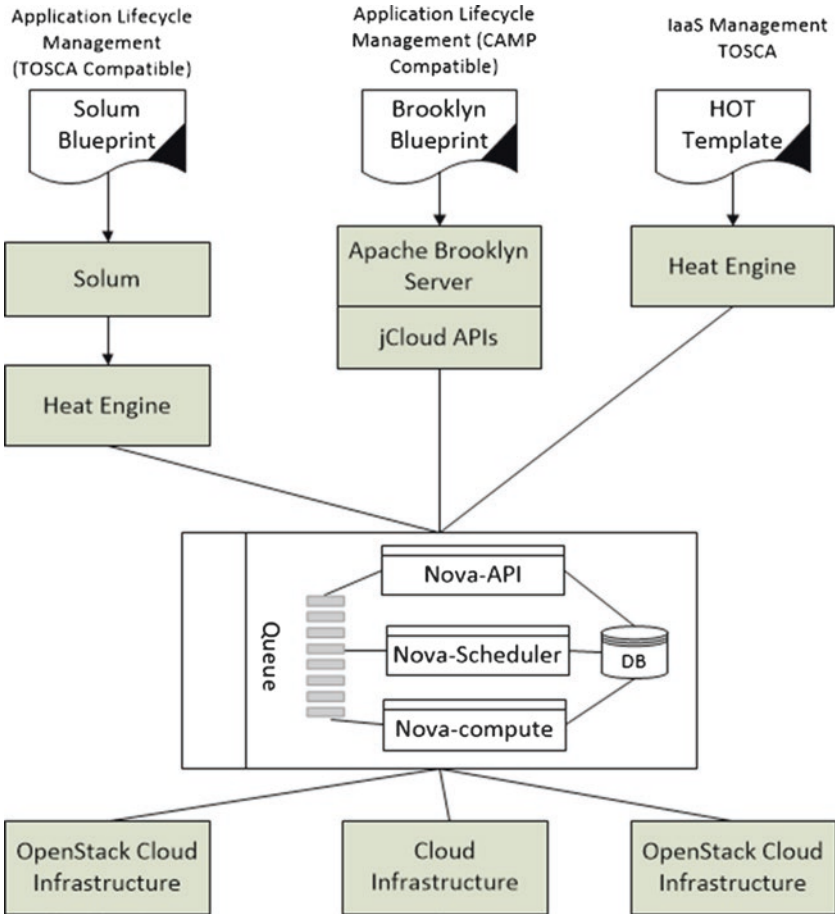 Application Lifecycle
Management
(TOSCA Compatible)
Application Lifecycle
Management (CAMP
Compatible)
IaaS Management
TOSCA
Solum
Blueprint
Brooklyn
Blueprint
HOT
Template
Solum
Apache Brooklyn
Server
jCloud APIs
Heat Engine
Heat Engine
Queue
Nova-API
Nova-Scheduler
Nova-compute
DB
OpenStack Cloud
Infrastructure
Cloud
Infrastructure
OpenStack Cloud
Infrastructure